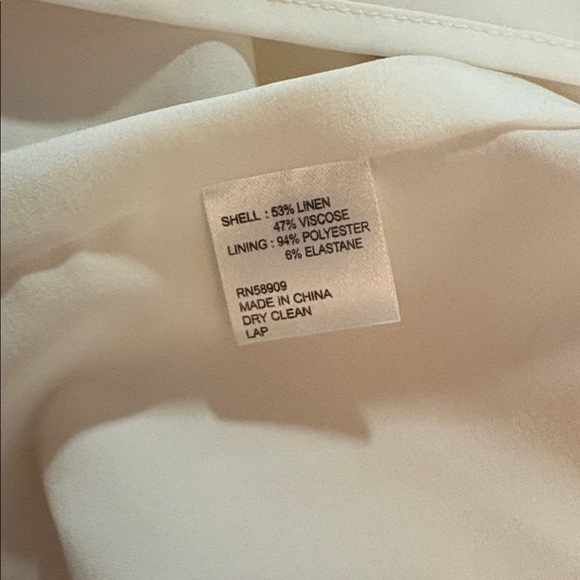 SHELL : 53% LINEN
47% VISCOSE
LINING : 94% POLYESTER
6% ELASTANE
RN58909
MADE IN CHINA
DRY CLEAN
LAP